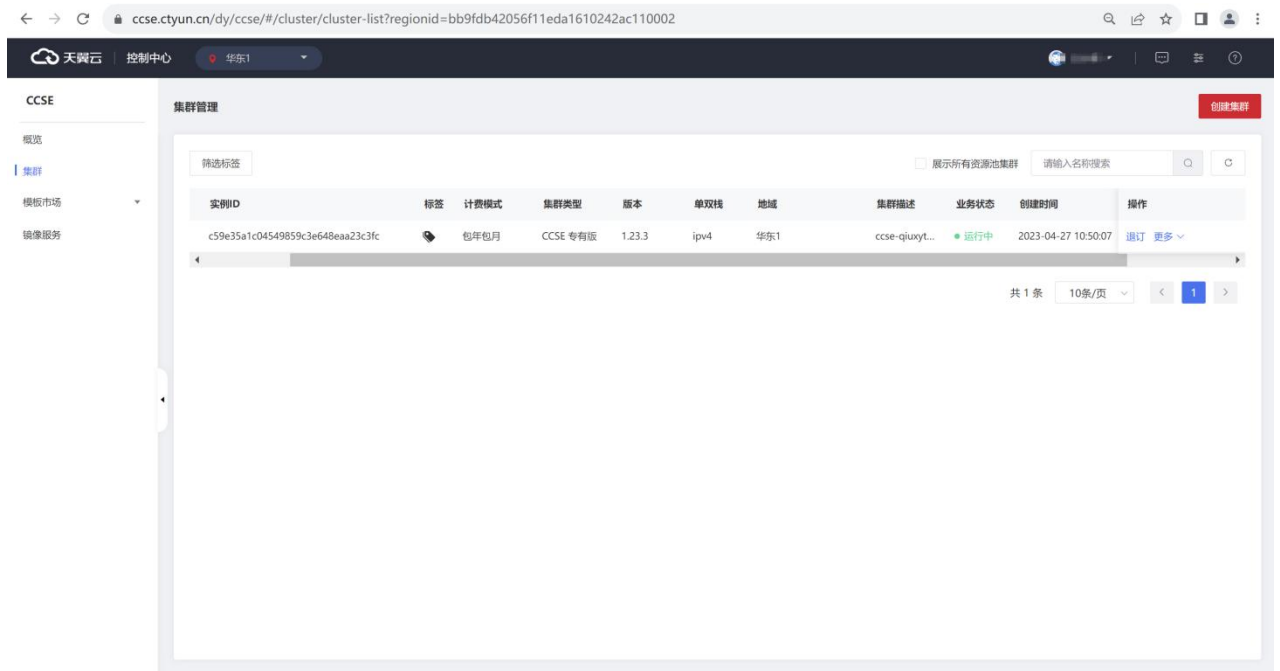 ccse.ctyun.cn/dy/ccse/#/cluster/cluster-list?regionid=bb9fdb42056f11eda1610242ac110002
天翼云 控制中心 华东1
CCSE
集群管理 创建集群
概览
集群
模板市场
镜像服务
筛选标签 展示所有资源池集群 请输入名称搜索
实例ID 标签 计费模式 集群类型 版本 单双栈 地域 集群描述 业务状态 创建时间 操作
c59e35a1c04549859c3e648eaa23c3fc 包年包月 CCSE 专有版 1.23.3 ipv4 华东1 ccse-qiuxyt... 运行中 2023-04-27 10:50:07 退订 更多
共 1 条 10条/页 1